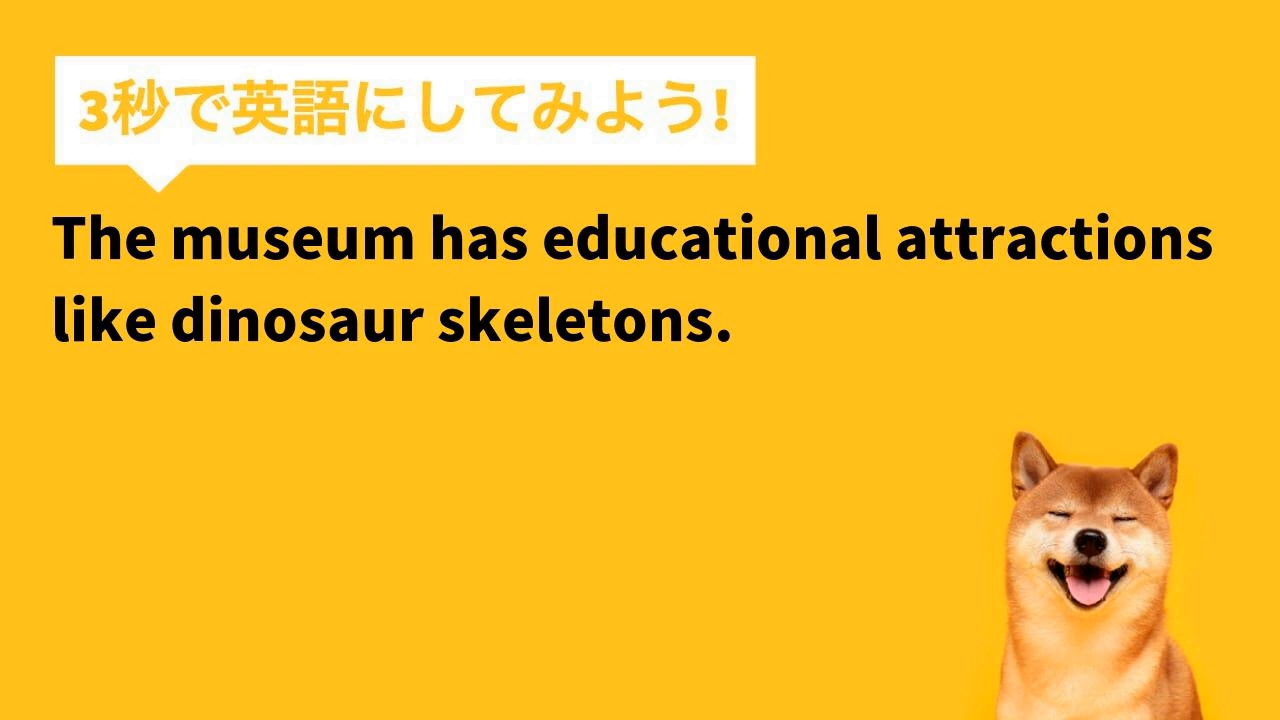 3秒で英語にしてみよう!
The museum has educational attractions
like dinosaur skeletons.